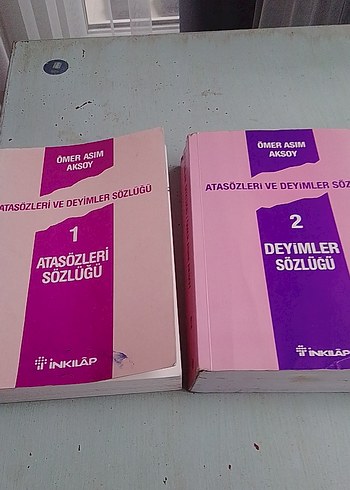 ÖMER ASIM
AKSOY
ATASÖZLERİ VE DEYİMLER SÖZLÜĞÜ
1
ATASÖZLERİ
SÖZLÜĞÜ
İNKILÂP
ÖMER ASIM
AKSOY
ATASÖZLERİ VE DEYİMLER SÖZ
2
DEYİMLER
SÖZLÜĞÜ
İNKILÂP